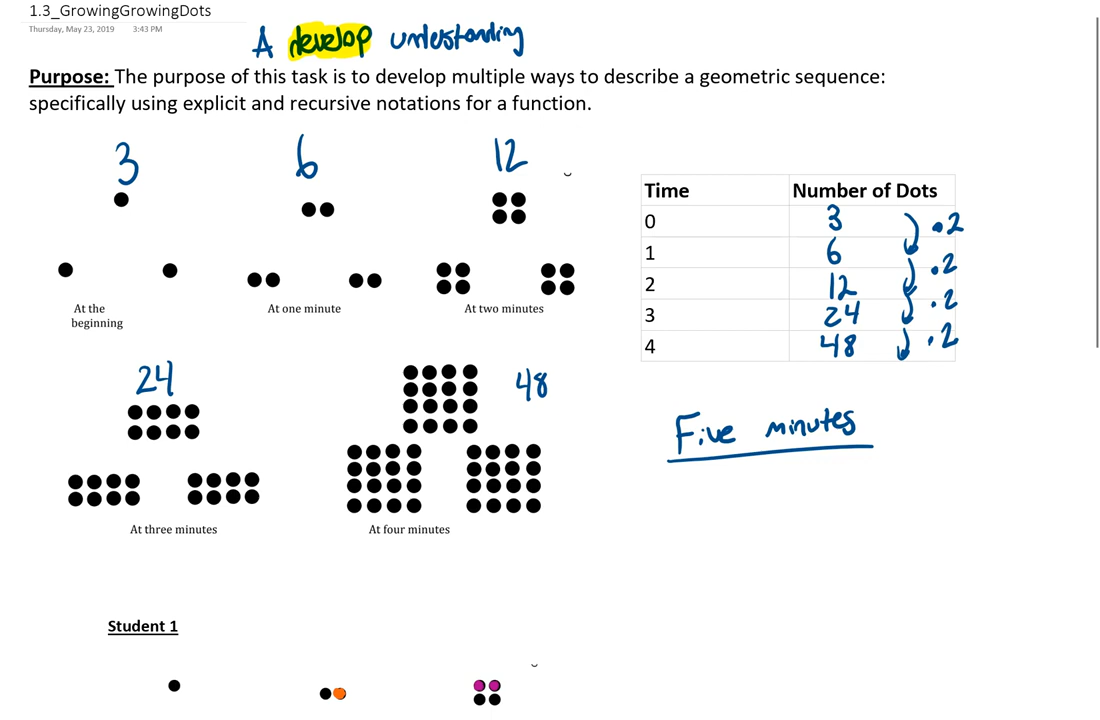 1.3_GrowingGrowingDots
Thursday, May 23, 2019 3:43 PM
A develop understanding
Purpose: The purpose of this task is to develop multiple ways to describe a geometric sequence:
specifically using explicit and recursive notations for a function.
3 6 12
At the
beginning
At one minute
At two minutes
Time Number of Dots
0 3 •2
1 6 •2
2 12 •2
3 24 •2
4 48
24 48
At three minutes
At four minutes
Five minutes
Student 1